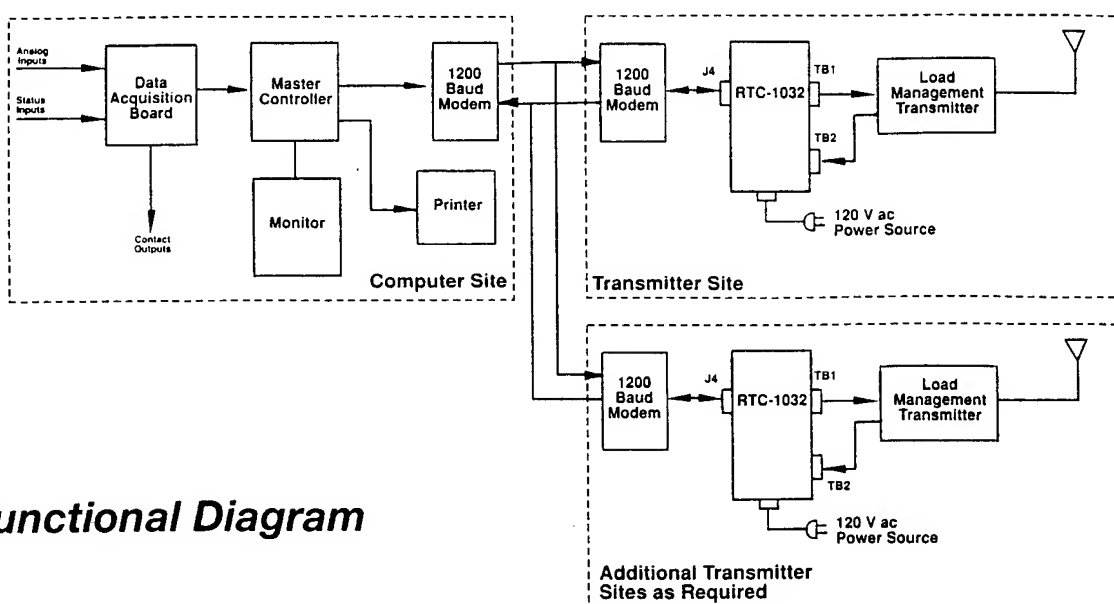 Analog
Inputs
Status
Inputs
Data
Acquisition
Board
Contact
Outputs
Master
Controller
Monitor
Printer
1200
Baud
Modem
Computer Site
1200
Baud
Modem
J4
RTC-1032
TB1
TB2
Load
Management
Transmitter
120 V ac
Power Source
Transmitter Site
1200
Baud
Modem
J4
RTC-1032
TB1
TB2
Load
Management
Transmitter
120 V ac
Power Source
Additional Transmitter
Sites as Required
unctional Diagram